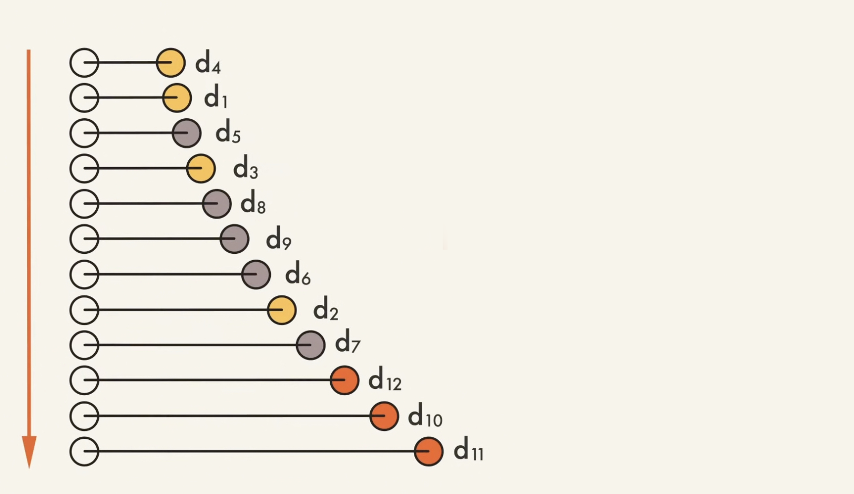 d₄
d₁
d₅
d₃
d₈
d₉
d₆
d₂
d₇
d₁₂
d₁₀
d₁₁